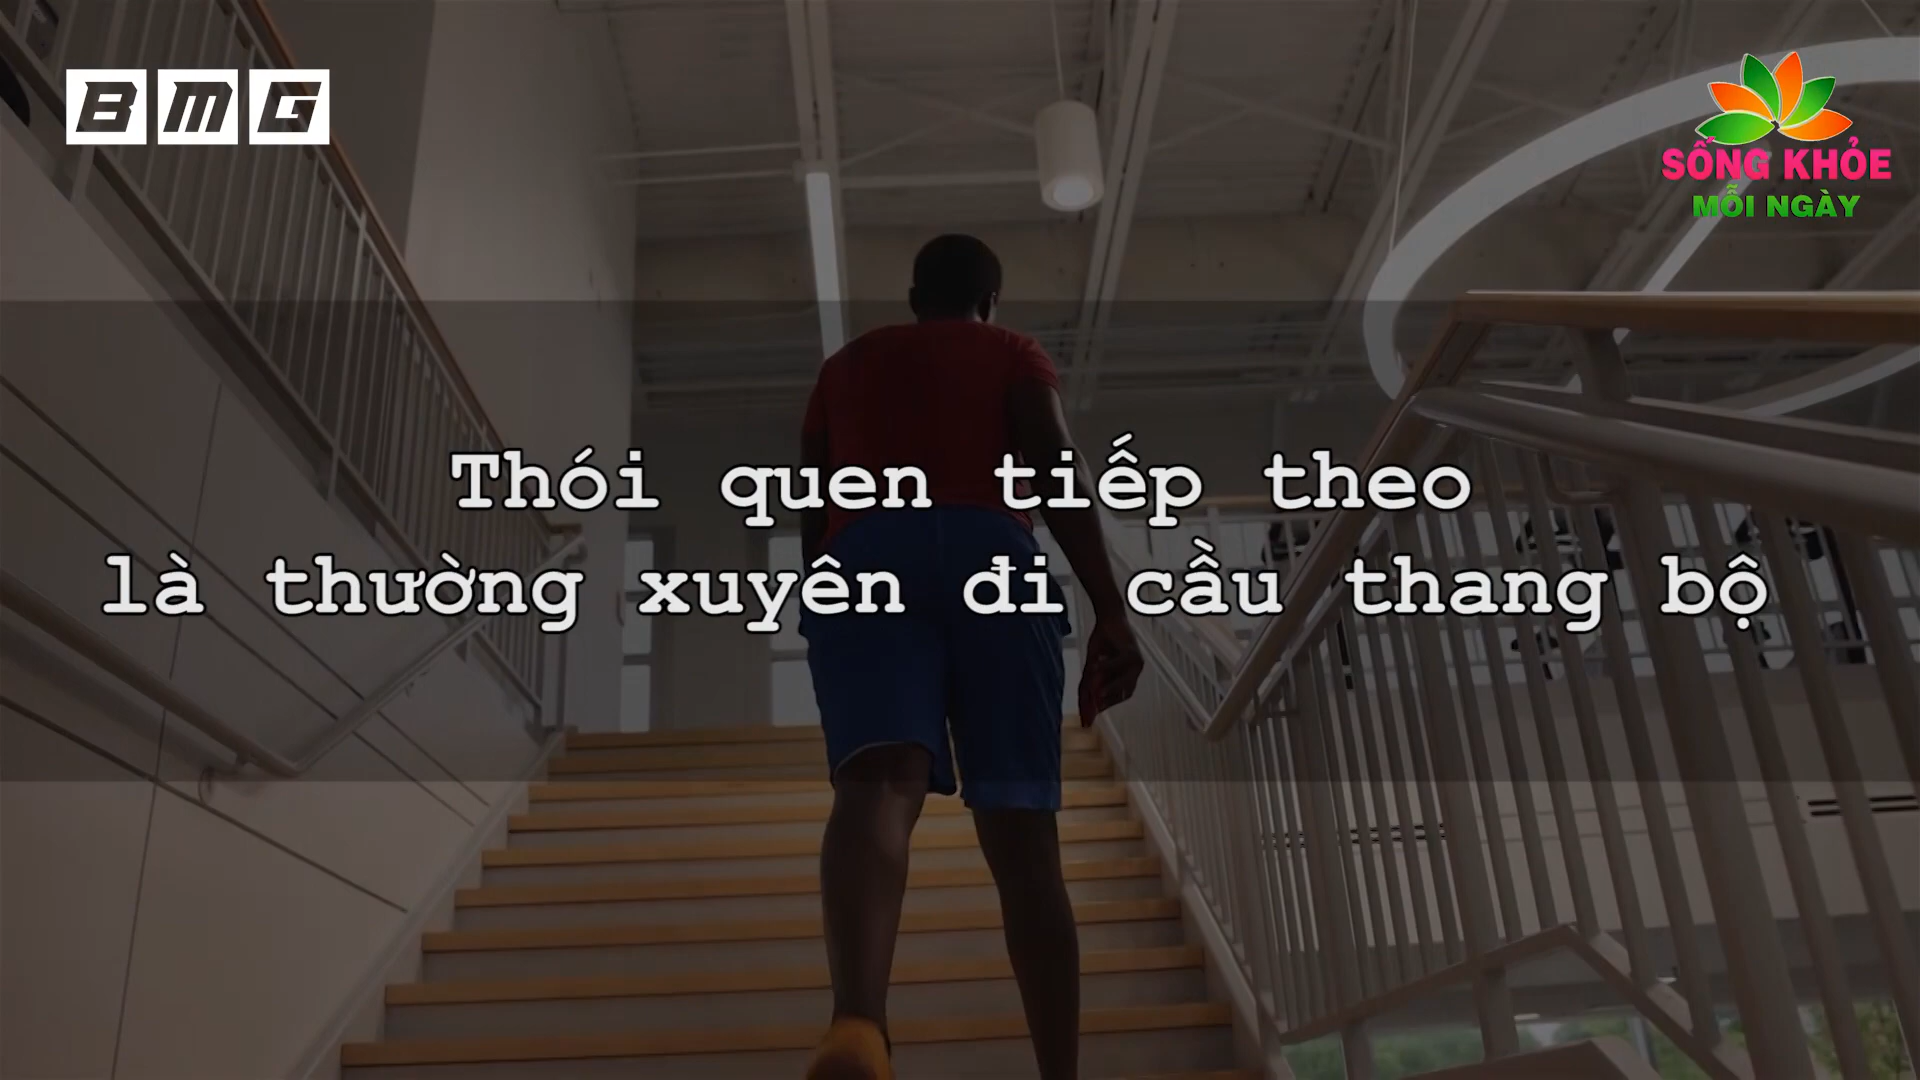 BMG
SỐNG KHỎE
MỖI NGÀY
Thói quen tiếp theo
là thường xuyên đi cầu thang bộ